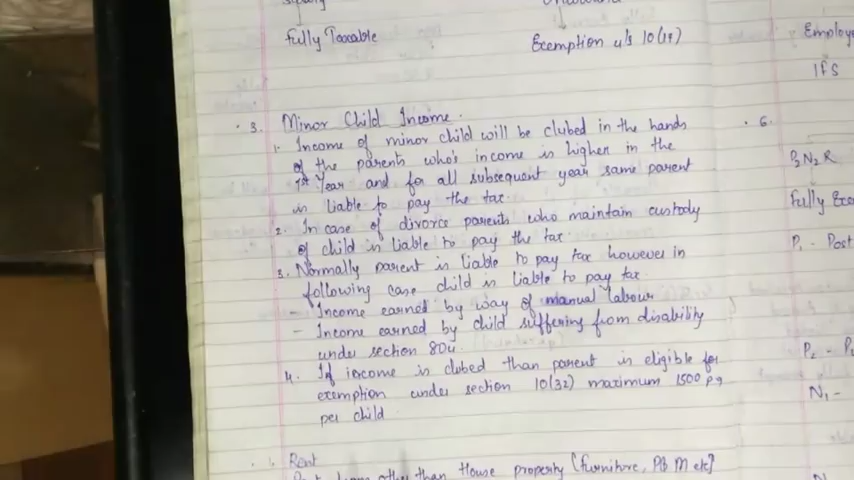 Fully Taxable
Exemption u/s 10(17)
3. Minor Child Income.
1. Income of minor child will be clubed in the hands
of the parents who's income is higher in the
1st Year and for all subsequent year same parent
is liable to pay the tax.
2. In case of divorce parents who maintain custody
of child is liable to pay the tax
3. Normally parent is liable to pay tax however in
following case child is liable to pay tax.
- Income earned by way of manual labour
- Income earned by child suffering from disability
under section 80u.
4. If income is clubed than parent is eligible for
exemption under section 10(32) maximum 1500 p.a
per child
Rent
other than House property [furniture, P&M etc]
Employe
IFS
6.
P3N2R
Fully Exe
P1 - Post
P2 - P
N1 -